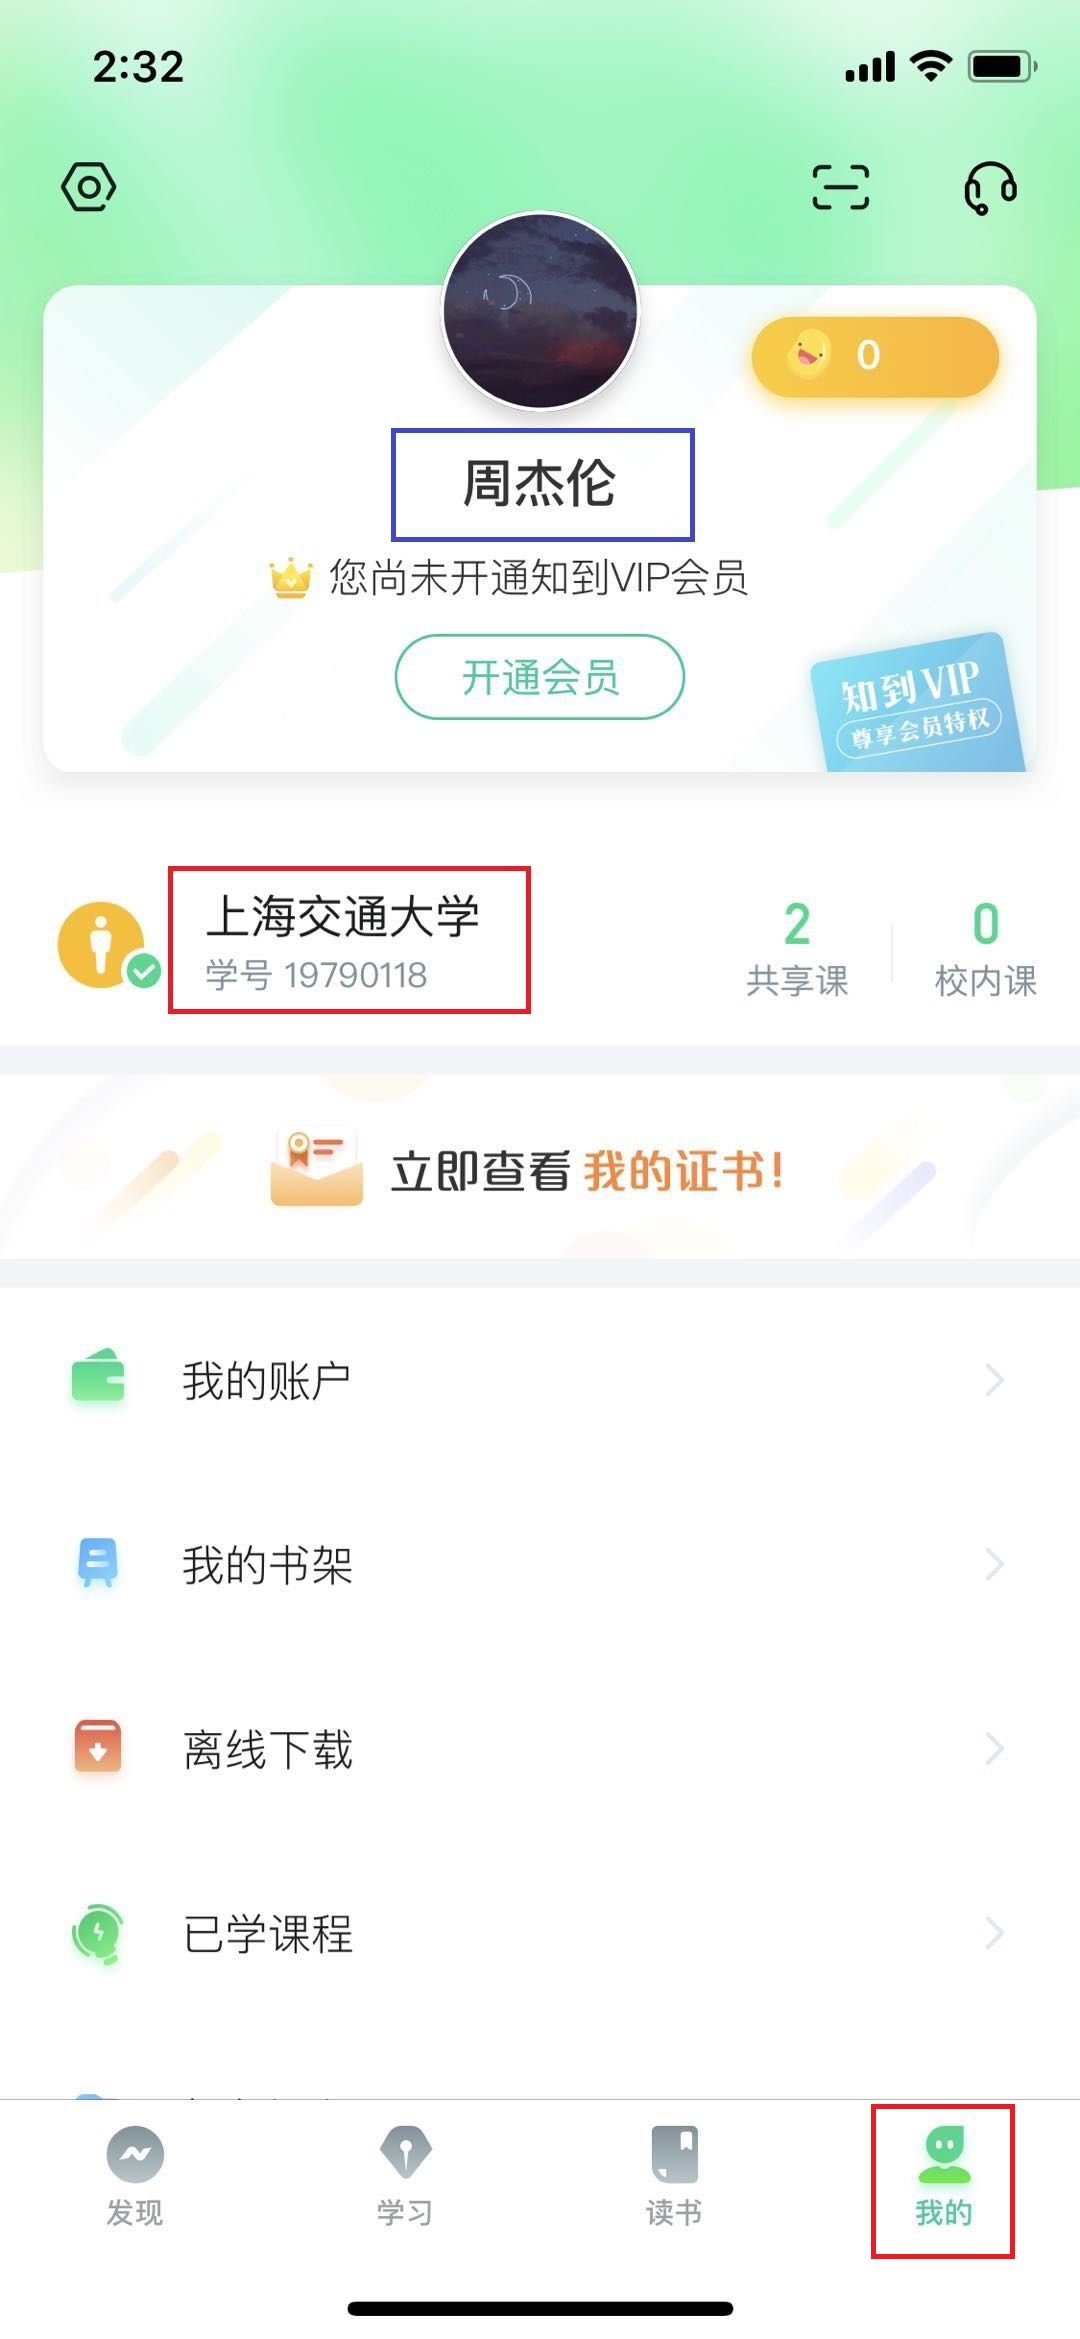 2:32
0
周杰伦
您尚未开通知到VIP会员
开通会员
知到VIP
尊享会员特权
上海交通大学
学号 19790118
2
共享课
0
校内课
立即查看 我的证书!
我的账户
我的书架
离线下载
已学课程
发现
学习
读书
我的